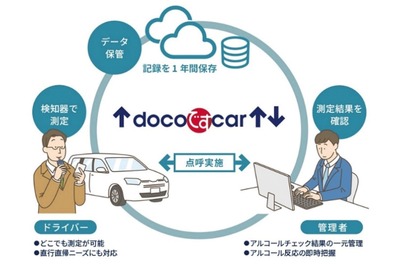 データ
保管
記録を1年間保存
検知器で
測定
docoですcar
測定結果を
確認
点呼実施
ドライバー
●どこでも測定が可能
●直行直帰ニーズにも対応
管理者
●アルコールチェック結果の一元管理
●アルコール反応の即時把握